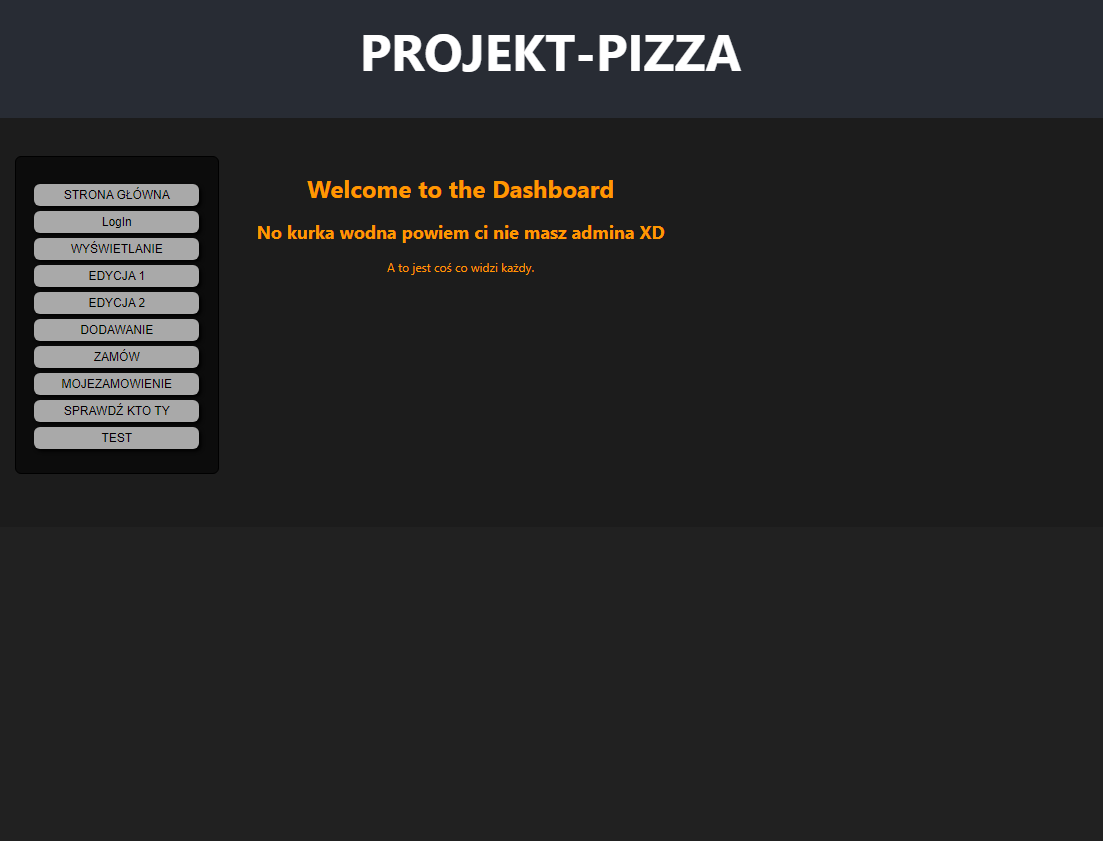 PROJEKT-PIZZA
STRONA GŁÓWNA
LogIn
WYŚWIETLANIE
EDYCJA 1
EDYCJA 2
DODAWANIE
ZAMÓW
MOJEZAMOWIENIE
SPRAWDŹ KTO TY
TEST
Welcome to the Dashboard
No kurka wodna powiem ci nie masz admina XD
A to jest coś co widzi każdy.